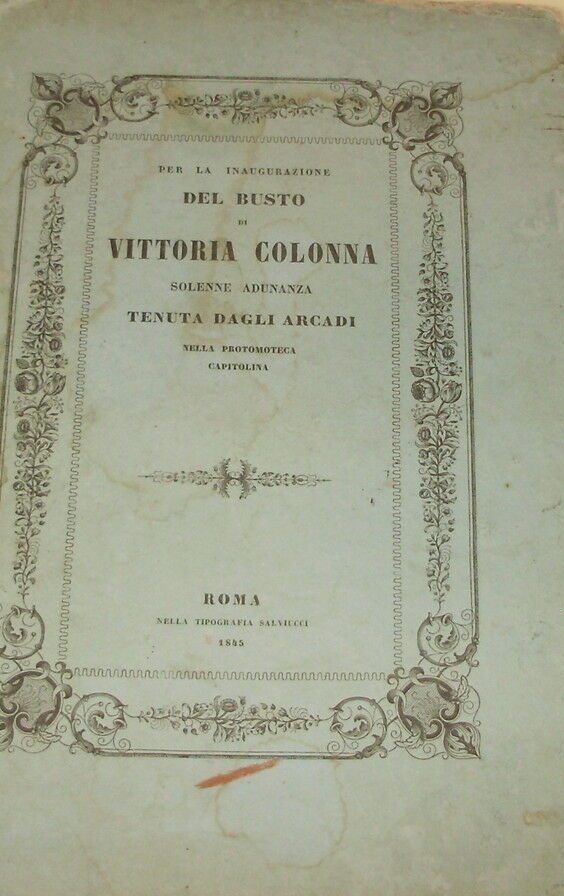 PER LA INAUGURAZIONE
DEL BUSTO
DI
VITTORIA COLONNA
SOLENNE ADUNANZA
TENUTA DAGLI ARCADI
NELLA PROTOMOTECA
CAPITOLINA
ROMA
NELLA TIPOGRAFIA SALVIUCCI
1845